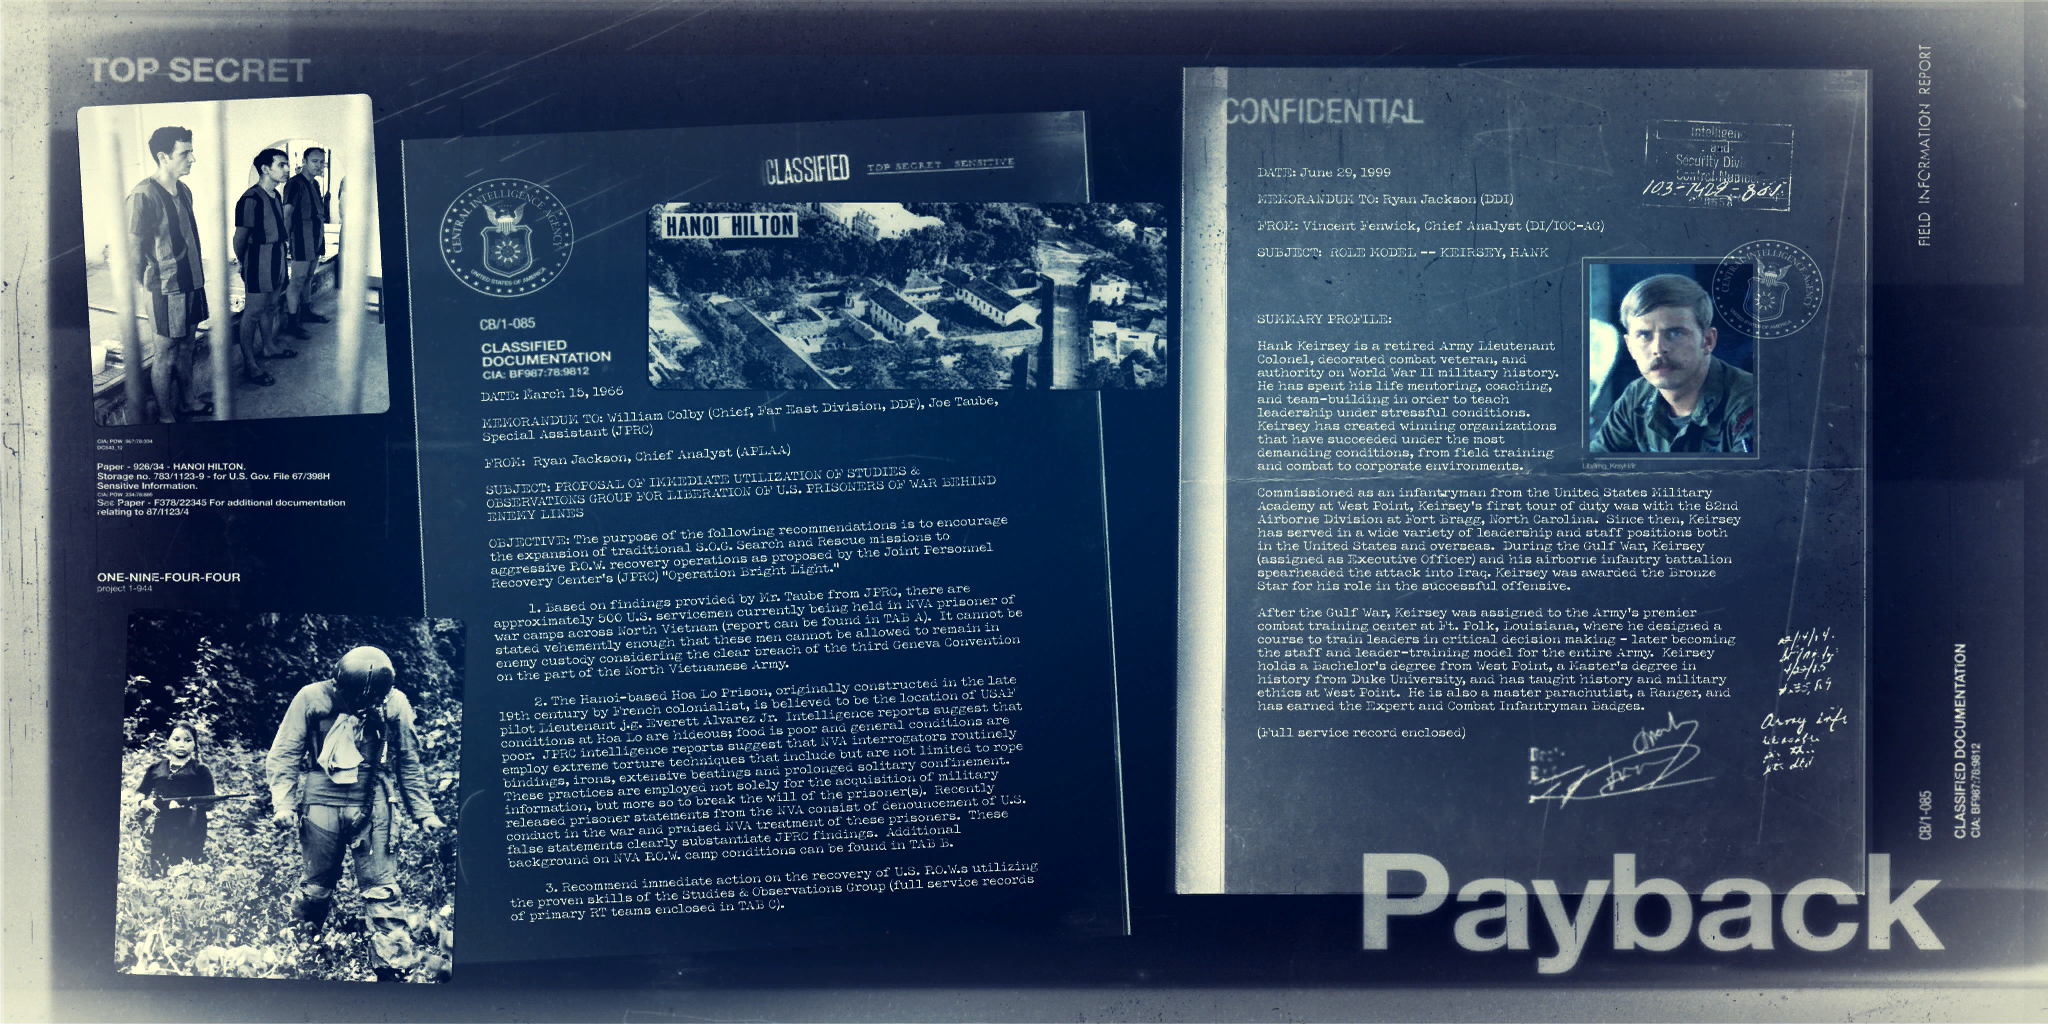 TOP SECRET
CIA: POW
Paper - 926/34 - HANOI HILTON.
Storage no. 783/1123-9 - for U.S. Gov. File 67/398H
Sensitive Information.
See Paper - F378/22345 For additional documentation
relating to 87/1123/4
ONE-NINE-FOUR-FOUR
project 1-944
CLASSIFIED
TOP SECRET SENSITIVE
CENTRAL INTELLIGENCE AGENCY
UNITED STATES OF AMERICA
HANOI HILTON
CB/1-085
CLASSIFIED
DOCUMENTATION
CIA: BF987:78:9812
DATE: March 15, 1966
MEMORANDUM TO: William Colby (Chief, Far East Division, DDP), Joe Taube,
Special Assistant (JPRC)
FROM: Ryan Jackson, Chief Analyst (APLAA)
SUBJECT: PROPOSAL OF IMMEDIATE UTILIZATION OF STUDIES &
OBSERVATIONS GROUP FOR LIBERATION OF U.S. PRISONERS OF WAR BEHIND
ENEMY LINES
OBJECTIVE: The purpose of the following recommendations is to encourage
the expansion of traditional S.O.G. Search and Rescue missions to
aggressive P.O.W. recovery operations as proposed by the Joint Personnel
Recovery Center's (JPRC) "Operation Bright Light."
1. Based on findings provided by Mr. Taube from JPRC, there are
approximately 500 U.S. servicemen currently being held in NVA prisoner of
war camps across North Vietnam (report can be found in TAB A). It cannot be
stated vehemently enough that these men cannot be allowed to remain in
enemy custody considering the clear breach of the third Geneva Convention
on the part of the North Vietnamese Army.
2. The Hanoi-based Hoa Lo Prison, originally constructed in the late
19th century by French colonialist, is believed to be the location of USAF
pilot Lieutenant j.g. Everett Alvarez Jr. Intelligence reports suggest that
conditions at Hoa Lo are hideous; food is poor and general conditions are
poor. JPRC intelligence reports suggest that NVA interrogators routinely
employ extreme torture techniques that include but are not limited to rope
bindings, irons, extensive beatings and prolonged solitary confinement.
These practices are employed not solely for the acquisition of military
information, but more so to break the will of the prisoner(s). Recently
released prisoner statements from the NVA consist of denouncement of U.S.
conduct in the war and praised NVA treatment of these prisoners. These
false statements clearly substantiate JPRC findings. Additional
background on NVA P.O.W. camp conditions can be found in TAB B.
3. Recommend immediate action on the recovery of U.S. P.O.W.s utilizing
the proven skills of the Studies & Observations Group (full service records
of primary RT teams enclosed in TAB C).
CONFIDENTIAL
Intelligen
and
Security Divi
Control Numbe
DATE: June 29, 1999
MEMORANDUM TO: Ryan Jackson (DDI)
FROM: Vincent Fenwick, Chief Analyst (DI/IOC-AG)
SUBJECT: ROLE MODEL -- KEIRSEY, HANK
CENTRAL INTELLIGENCE AGENCY
UNITED STATES OF AMERICA
SUMMARY PROFILE:
Hank Keirsey is a retired Army Lieutenant
Colonel, decorated combat veteran, and
authority on World War II military history.
He has spent his life mentoring, coaching,
and team-building in order to teach
leadership under stressful conditions.
Keirsey has created winning organizations
that have succeeded under the most
demanding conditions, from field training
and combat to corporate environments.
Commissioned as an infantryman from the United States Military
Academy at West Point, Keirsey's first tour of duty was with the 82nd
Airborne Division at Fort Bragg, North Carolina. Since then, Keirsey
has served in a wide variety of leadership and staff positions both
in the United States and overseas. During the Gulf War, Keirsey
(assigned as Executive Officer) and his airborne infantry battalion
spearheaded the attack into Iraq. Keirsey was awarded the Bronze
Star for his role in the successful offensive.
After the Gulf War, Keirsey was assigned to the Army's premier
combat training center at Ft. Polk, Louisiana, where he designed a
course to train leaders in critical decision making - later becoming
the staff and leader-training model for the entire Army. Keirsey
holds a Bachelor's degree from West Point, a Master's degree in
history from Duke University, and has taught history and military
ethics at West Point. He is also a master parachutist, a Ranger, and
has earned the Expert and Combat Infantryman Badges.
(Full service record enclosed)
Army
FIELD INFORMATION REPORT
CB/1-085
CLASSIFIED DOCUMENTATION
CIA: BF987:78:9812
Payback